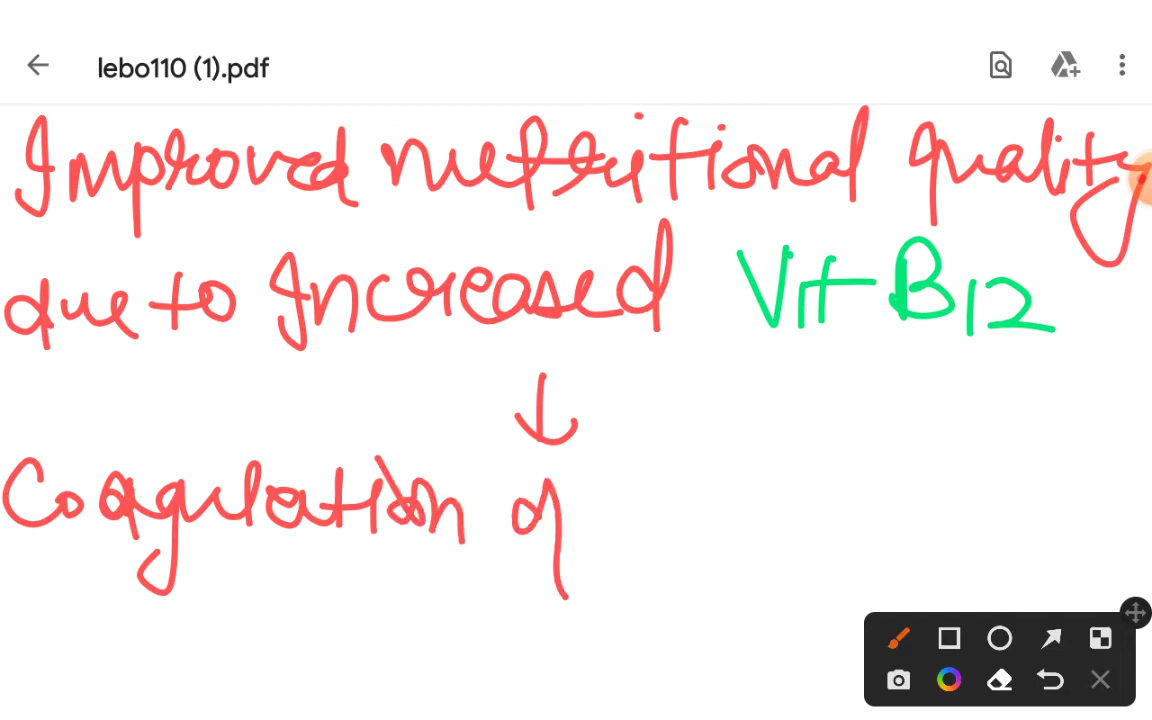 lebo110 (1).pdf
Improved nutritional quality
due to Increased Vit B12
↓
Coagulation of